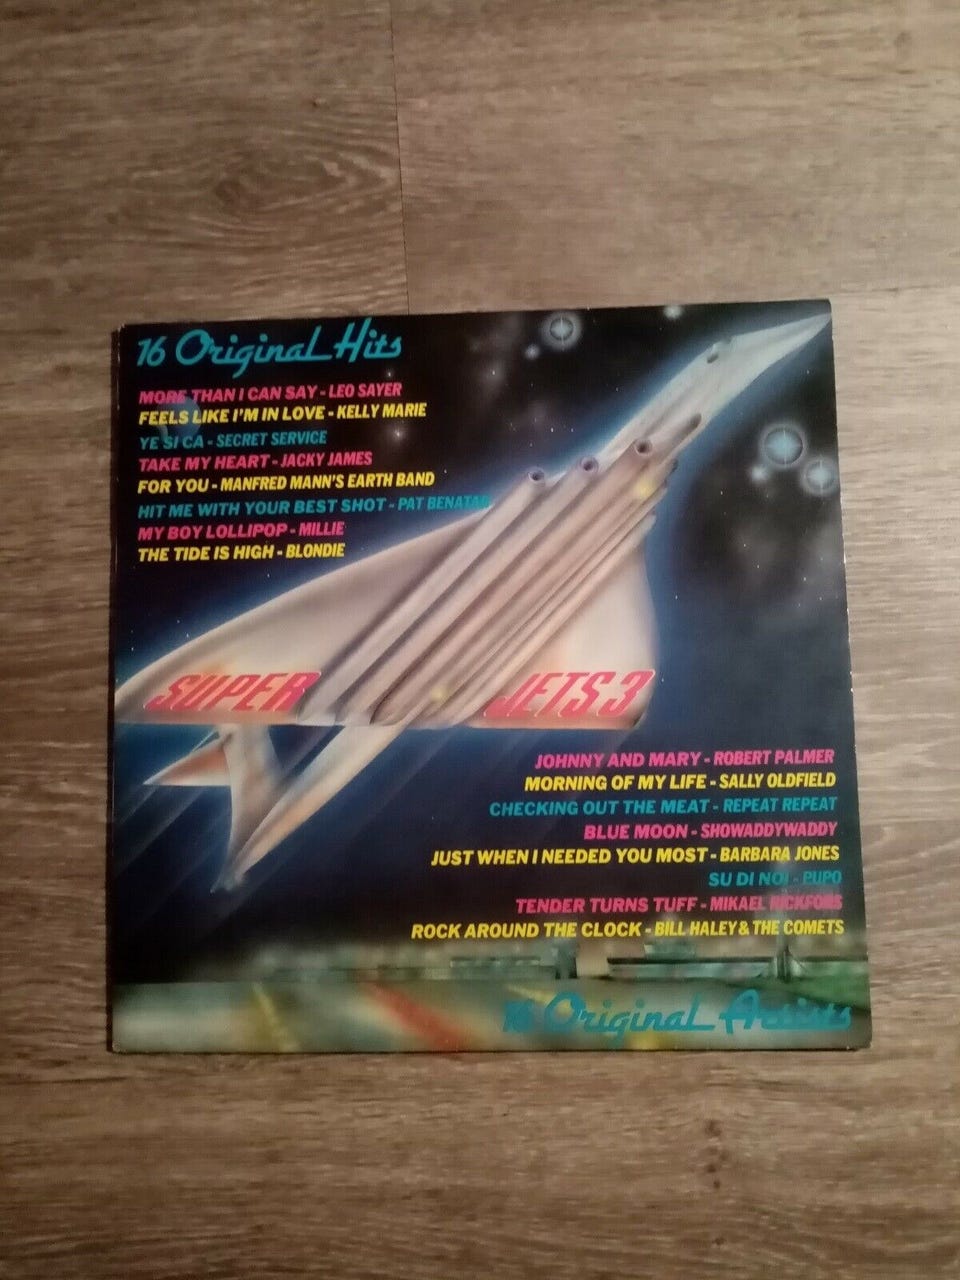 16 Original Hits
MORE THAN I CAN SAY - LEO SAYER
FEELS LIKE I'M IN LOVE - KELLY MARIE
YE SI CA - SECRET SERVICE
TAKE MY HEART - JACKY JAMES
FOR YOU - MANFRED MANN'S EARTH BAND
HIT ME WITH YOUR BEST SHOT - PAT BENATAR
MY BOY LOLLIPOP - MILLIE
THE TIDE IS HIGH - BLONDIE
SUPER JETS 3
JOHNNY AND MARY - ROBERT PALMER
MORNING OF MY LIFE - SALLY OLDFIELD
CHECKING OUT THE MEAT - REPEAT REPEAT
BLUE MOON - SHOWADDYWADDY
JUST WHEN I NEEDED YOU MOST - BARBARA JONES
SU DI NOI - PUPO
TENDER TURNS TUFF - MIKAEL RICKFORS
ROCK AROUND THE CLOCK - BILL HALEY & THE COMETS
16 Original Artists